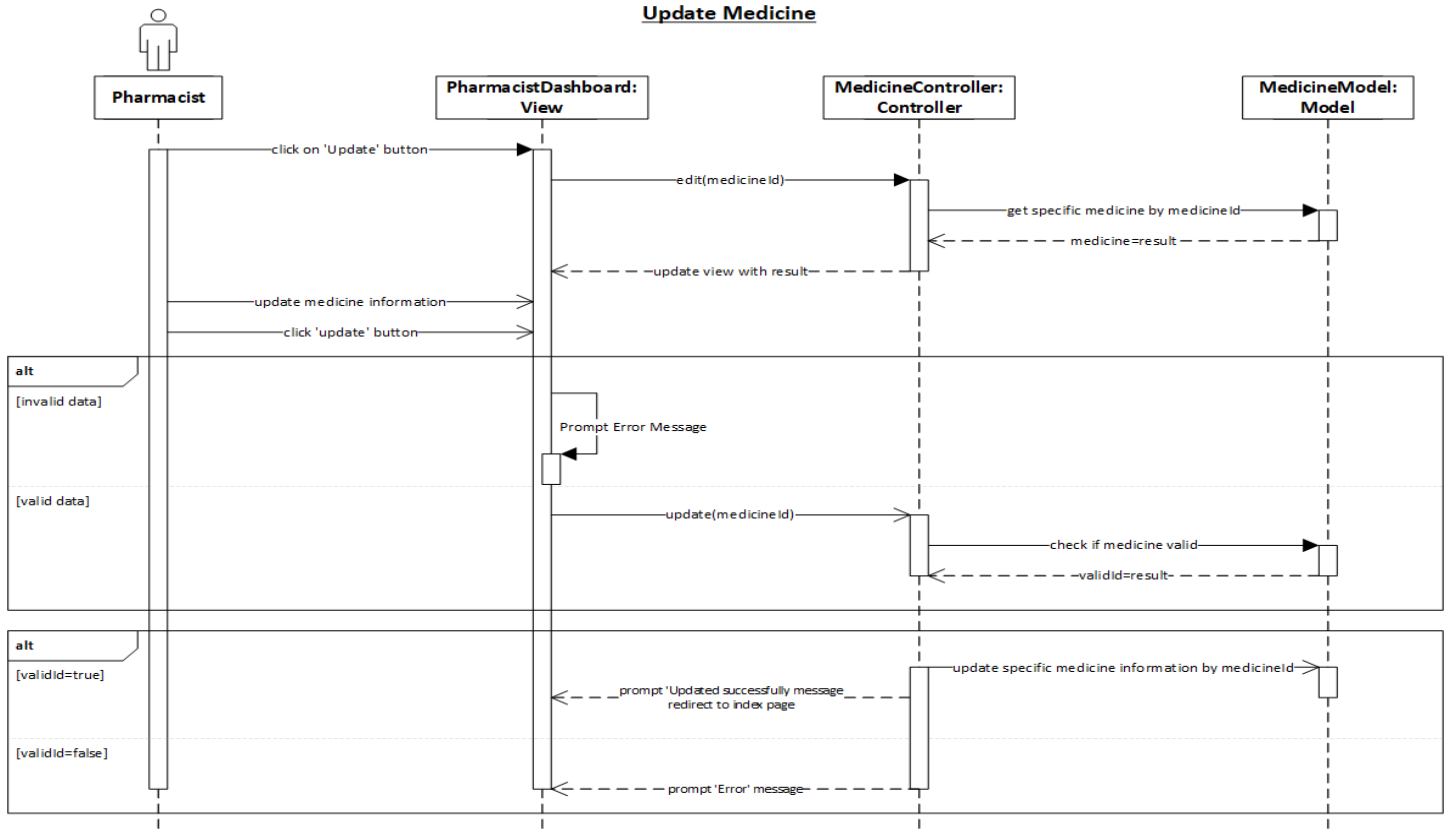 Update Medicine
Pharmacist
PharmacistDashboard:
View
MedicineController:
Controller
MedicineModel:
Model
click on 'Update' button
edit(medicineId)
get specific medicine by medicineId
medicine=result
update view with result
update medicine information
click 'update' button
alt
[invalid data]
Prompt Error Message
[valid data]
update(medicineId)
check if medicine valid
validId=result
alt
[validId=true]
update specific medicine information by medicineId
prompt 'Updated successfully message
redirect to index page
[validId=false]
prompt 'Error' message